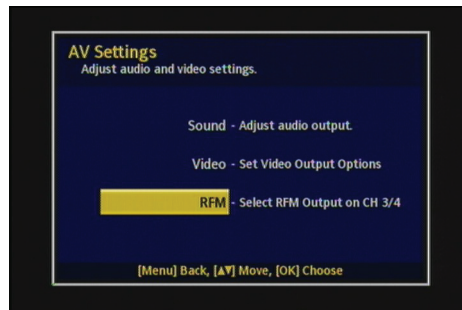 AV Settings
Adjust audio and video settings.
Sound - Adjust audio output.
Video - Set Video Output Options
RFM - Select RFM Output on CH 3/4
[Menu] Back, [▲▼] Move, [OK] Choose